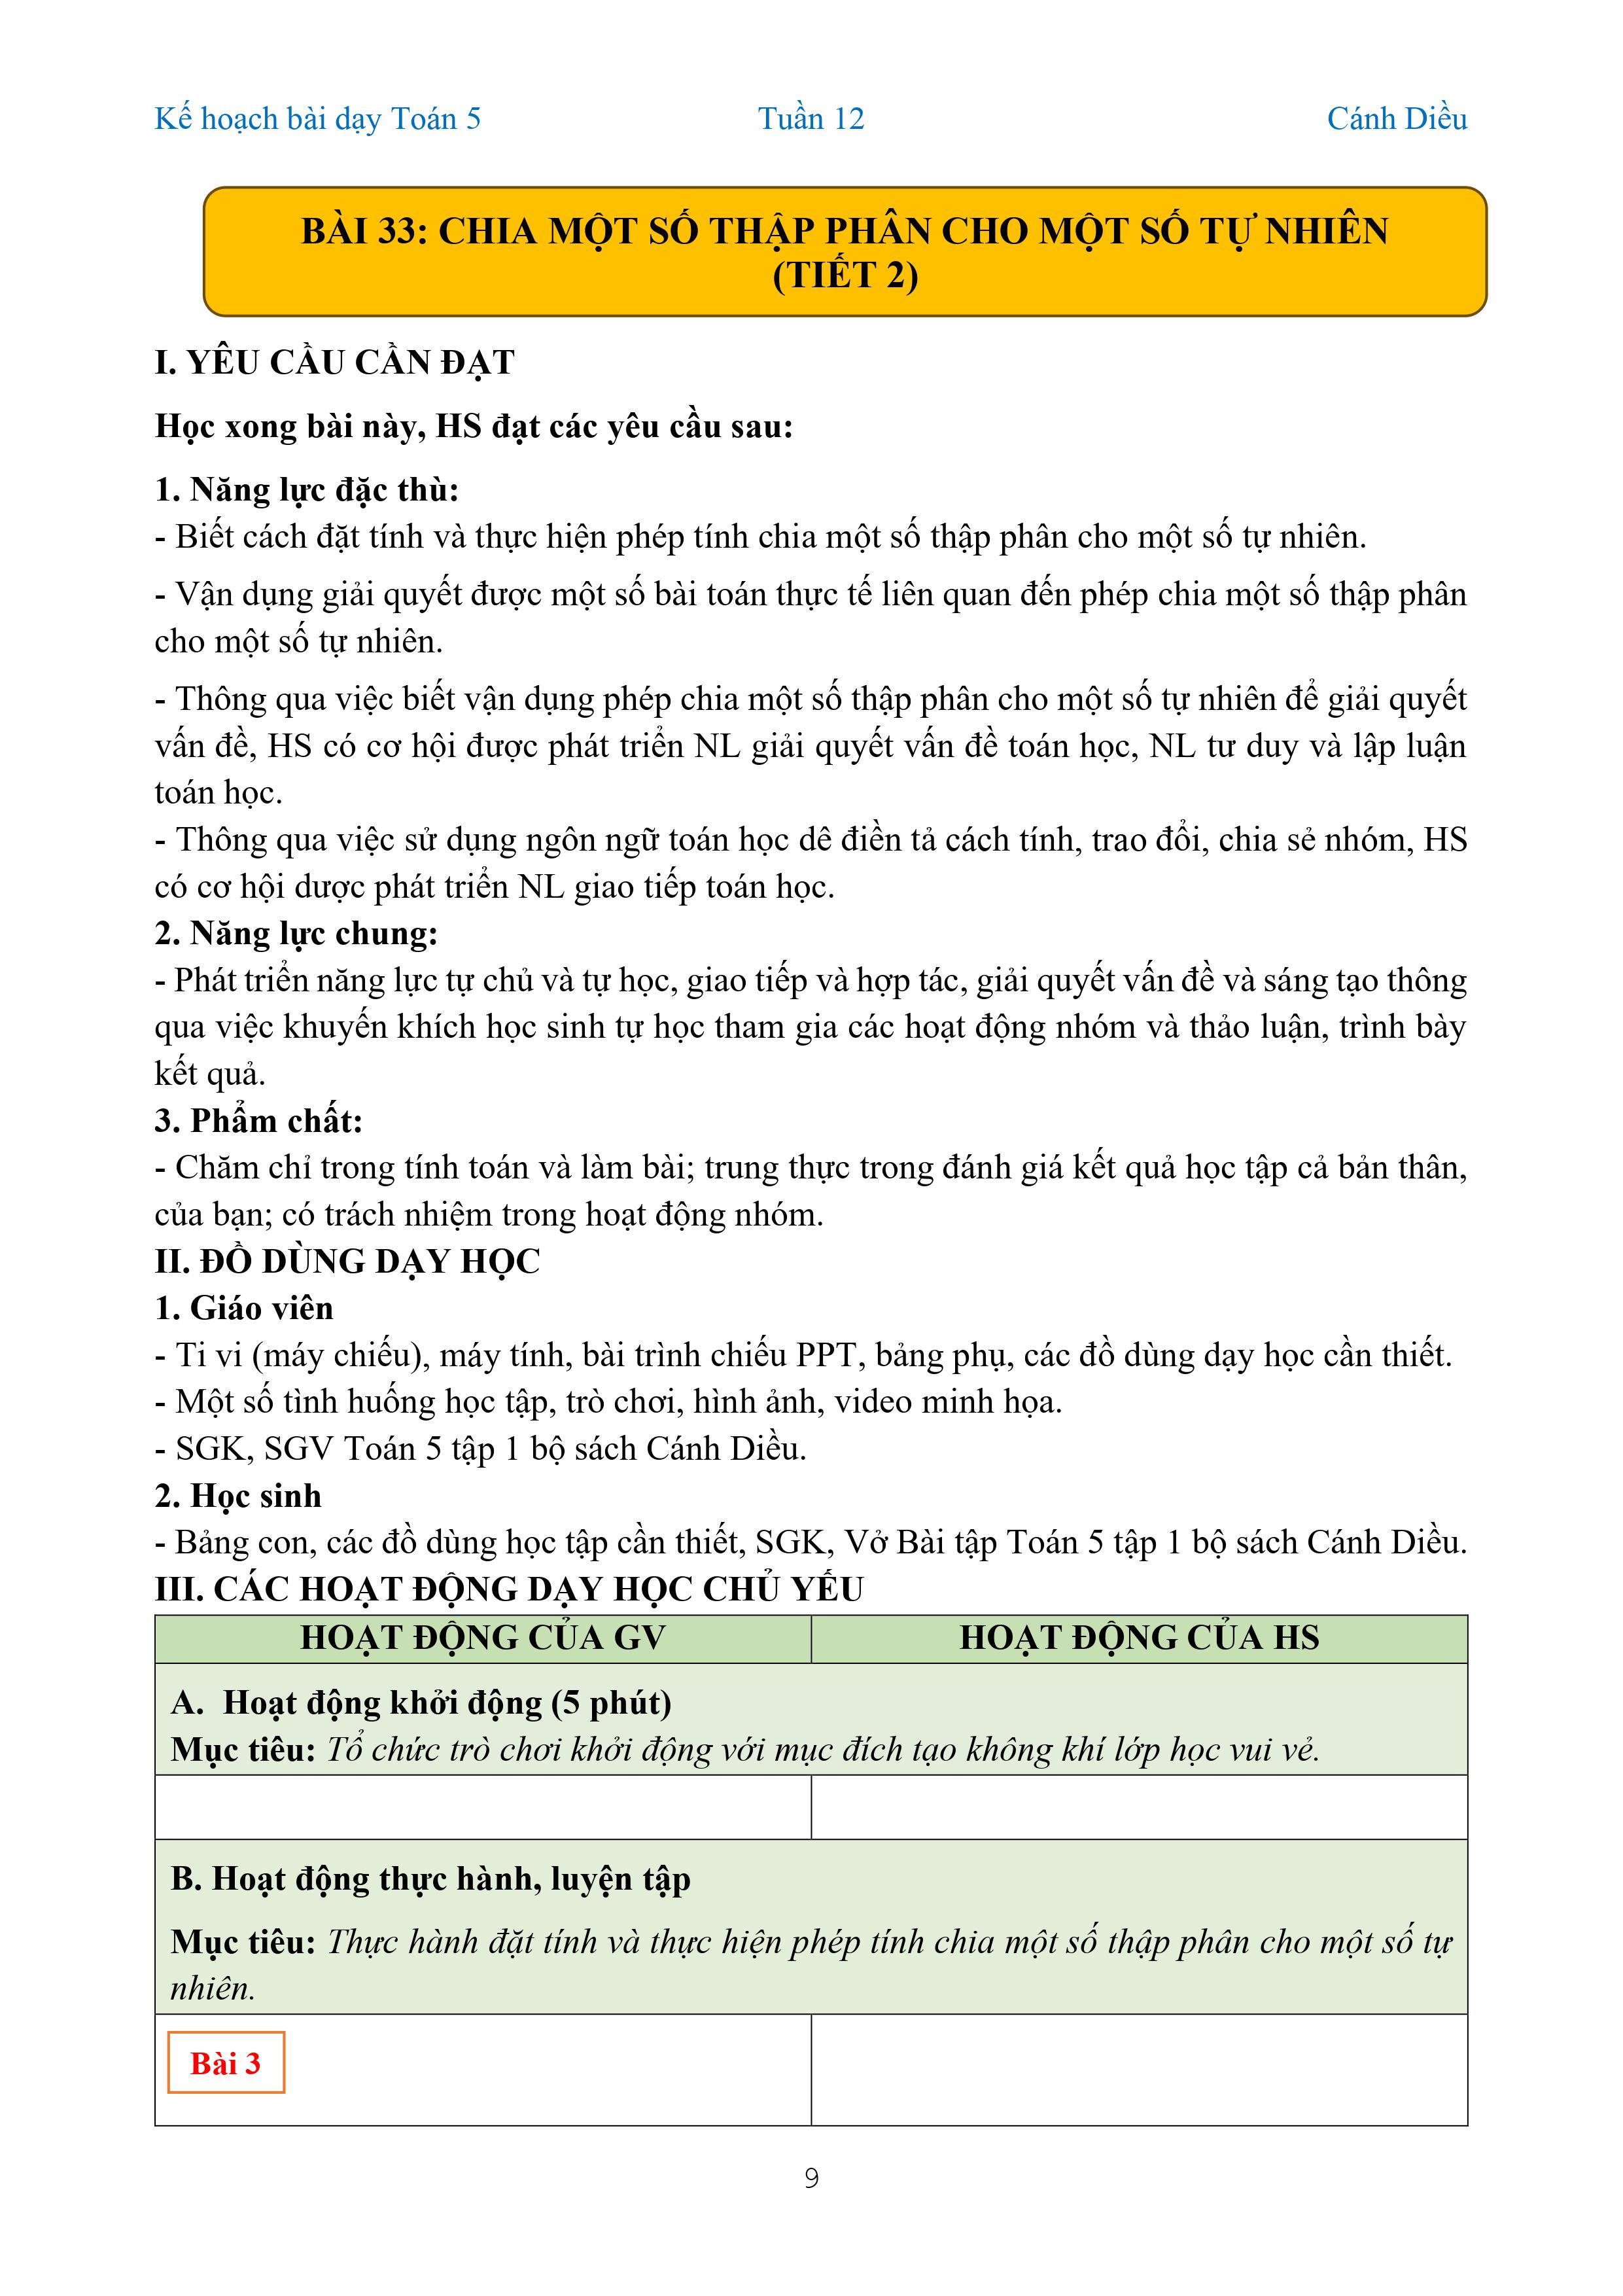 Kế hoạch bài dạy Toán 5 Tuần 12 Cánh Diều
BÀI 33: CHIA MỘT SỐ THẬP PHÂN CHO MỘT SỐ TỰ NHIÊN
(TIẾT 2)
I. YÊU CẦU CẦN ĐẠT
Học xong bài này, HS đạt các yêu cầu sau:
1. Năng lực đặc thù:
- Biết cách đặt tính và thực hiện phép tính chia một số thập phân cho một số tự nhiên.
- Vận dụng giải quyết được một số bài toán thực tế liên quan đến phép chia một số thập phân
cho một số tự nhiên.
- Thông qua việc biết vận dụng phép chia một số thập phân cho một số tự nhiên để giải quyết
vấn đề, HS có cơ hội được phát triển NL giải quyết vấn đề toán học, NL tư duy và lập luận
toán học.
- Thông qua việc sử dụng ngôn ngữ toán học dê điền tả cách tính, trao đổi, chia sẻ nhóm, HS
có cơ hội dược phát triển NL giao tiếp toán học.
2. Năng lực chung:
- Phát triển năng lực tự chủ và tự học, giao tiếp và hợp tác, giải quyết vấn đề và sáng tạo thông
qua việc khuyến khích học sinh tự học tham gia các hoạt động nhóm và thảo luận, trình bày
kết quả.
3. Phẩm chất:
- Chăm chỉ trong tính toán và làm bài; trung thực trong đánh giá kết quả học tập cả bản thân,
của bạn; có trách nhiệm trong hoạt động nhóm.
II. ĐỒ DÙNG DẠY HỌC
1. Giáo viên
- Ti vi (máy chiếu), máy tính, bài trình chiếu PPT, bảng phụ, các đồ dùng dạy học cần thiết.
- Một số tình huống học tập, trò chơi, hình ảnh, video minh họa.
- SGK, SGV Toán 5 tập 1 bộ sách Cánh Diều.
2. Học sinh
- Bảng con, các đồ dùng học tập cần thiết, SGK, Vở Bài tập Toán 5 tập 1 bộ sách Cánh Diều.
III. CÁC HOẠT ĐỘNG DẠY HỌC CHỦ YẾU
HOẠT ĐỘNG CỦA GV HOẠT ĐỘNG CỦA HS
A. Hoạt động khởi động (5 phút)
Mục tiêu: Tổ chức trò chơi khởi động với mục đích tạo không khí lớp học vui vẻ.
B. Hoạt động thực hành, luyện tập
Mục tiêu: Thực hành đặt tính và thực hiện phép tính chia một số thập phân cho một số tự
nhiên.
Bài 3
9